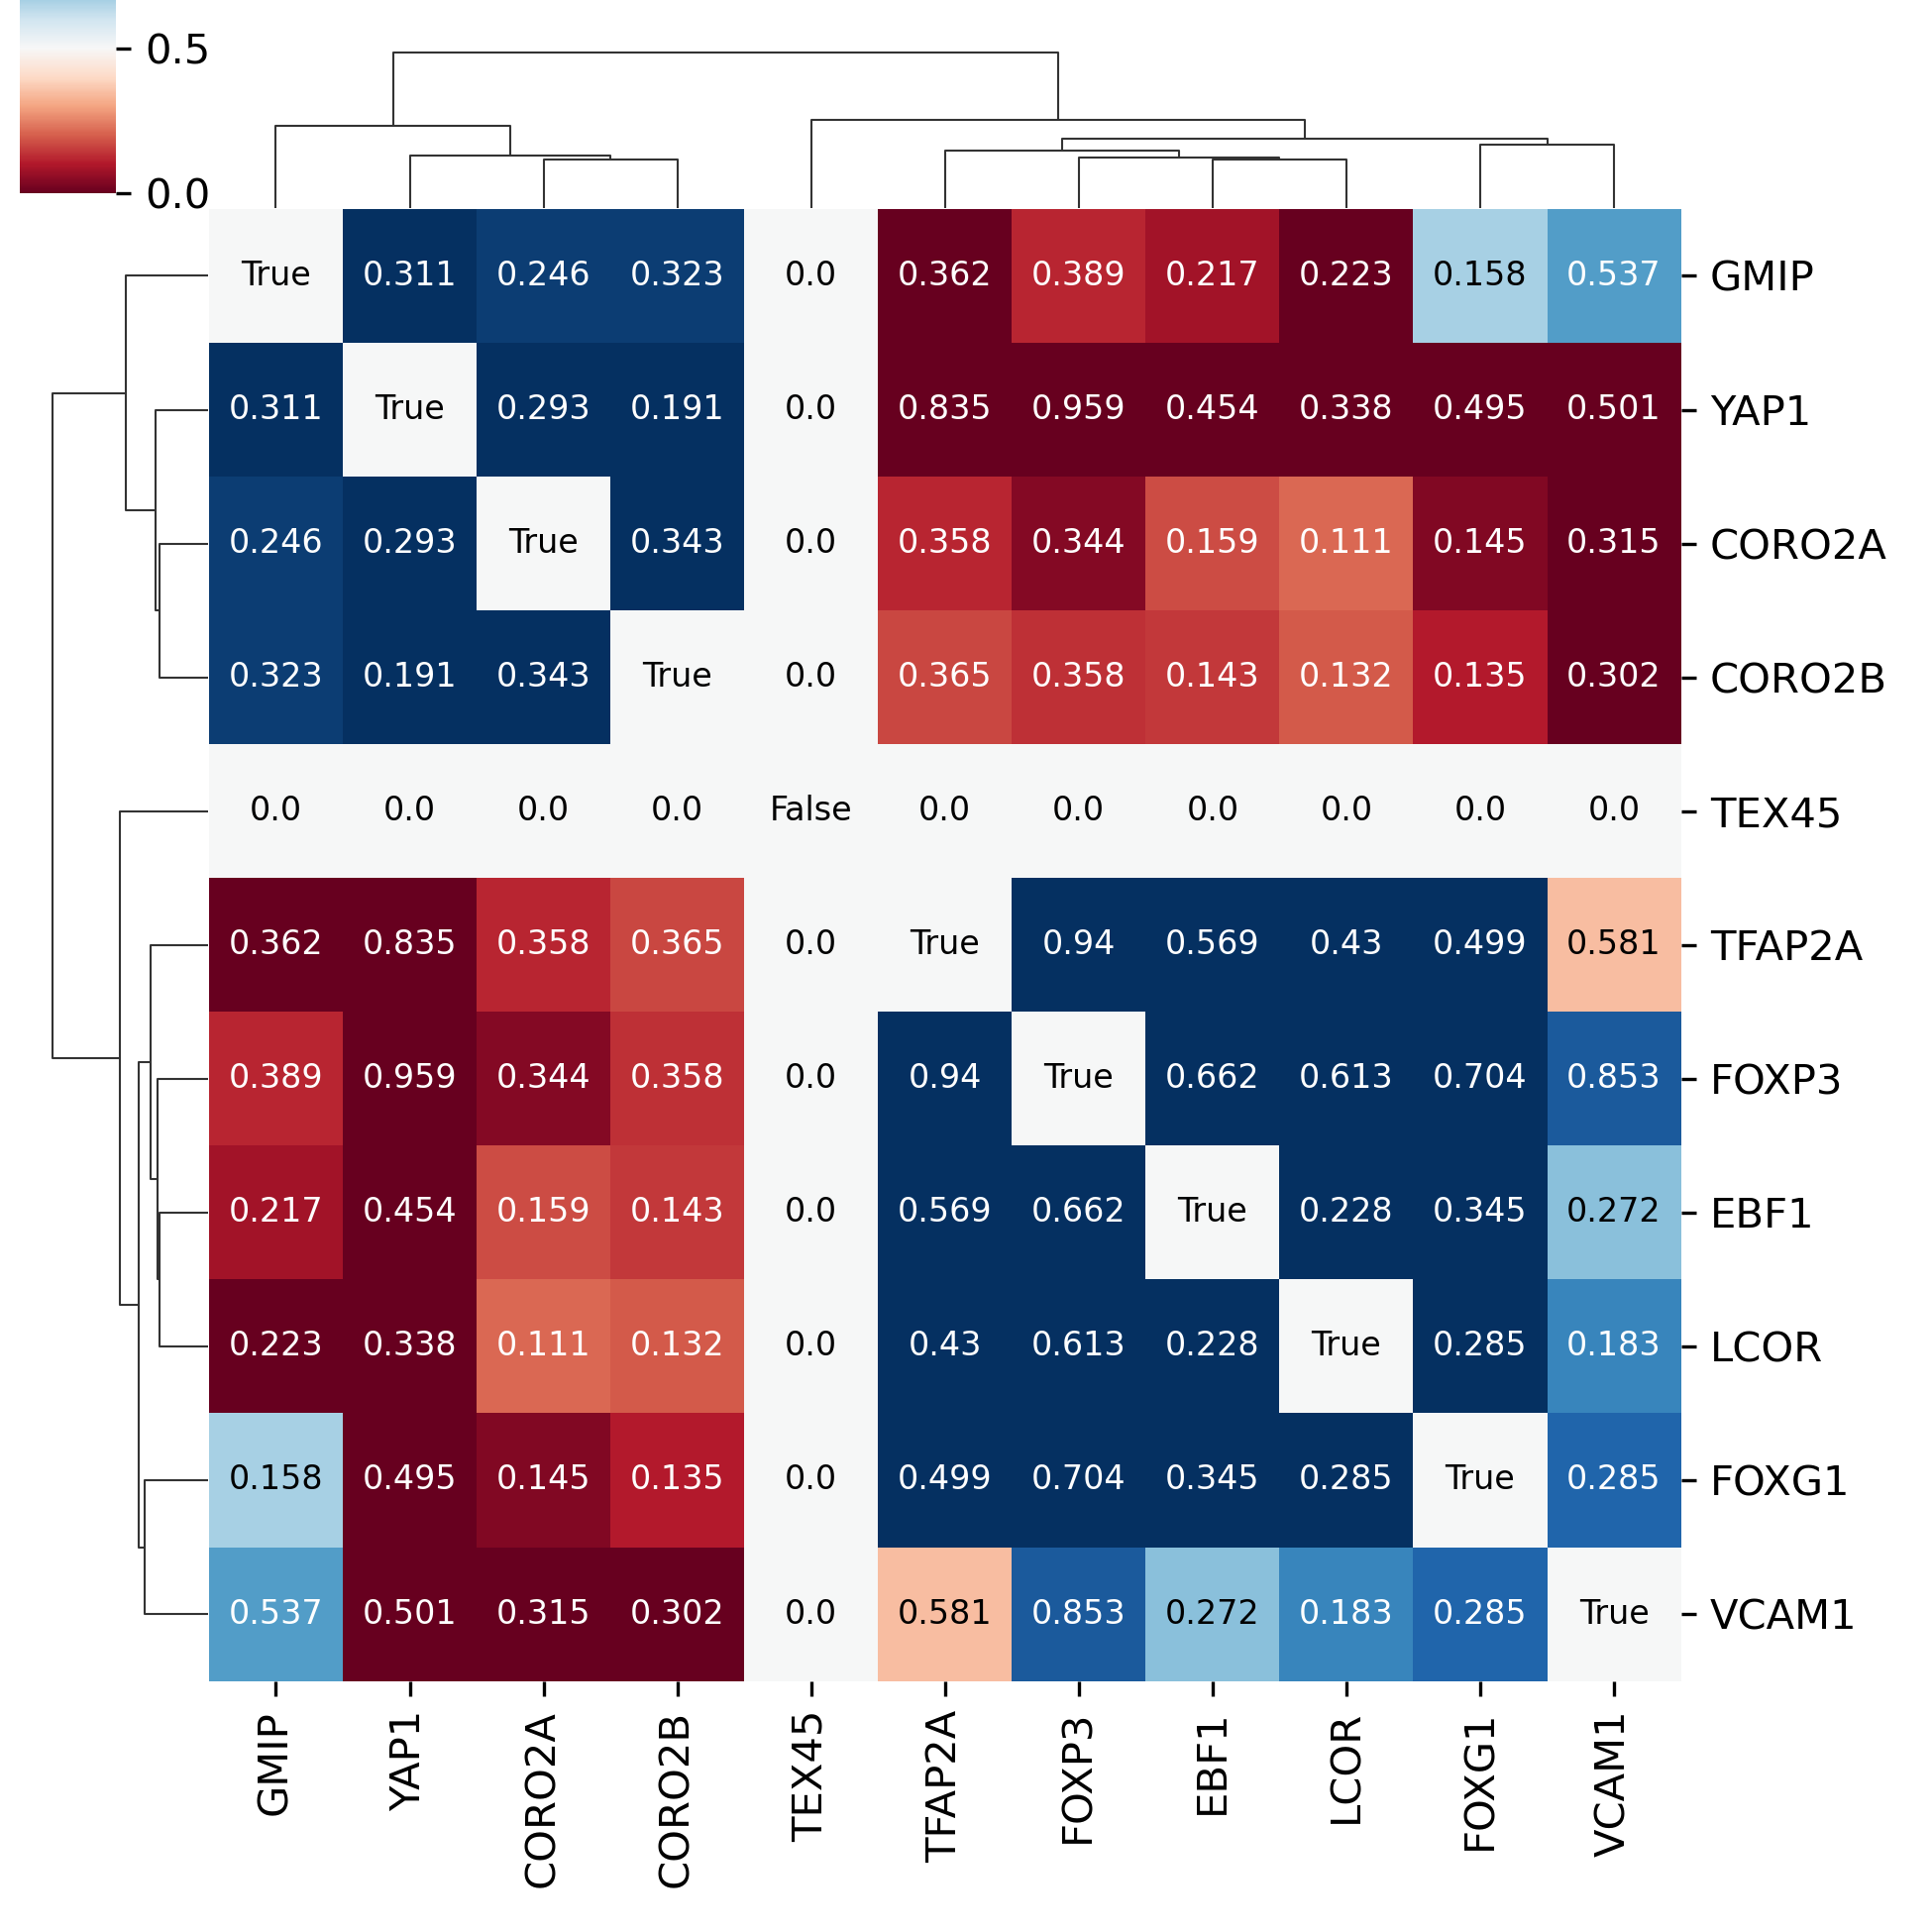 0.5
0.0
True 0.311 0.246 0.323 0.0 0.362 0.389 0.217 0.223 0.158 0.537 GMIP
0.311 True 0.293 0.191 0.0 0.835 0.959 0.454 0.338 0.495 0.501 YAP1
0.246 0.293 True 0.343 0.0 0.358 0.344 0.159 0.111 0.145 0.315 CORO2A
0.323 0.191 0.343 True 0.0 0.365 0.358 0.143 0.132 0.135 0.302 CORO2B
0.0 0.0 0.0 0.0 False 0.0 0.0 0.0 0.0 0.0 0.0 TEX45
0.362 0.835 0.358 0.365 0.0 True 0.94 0.569 0.43 0.499 0.581 TFAP2A
0.389 0.959 0.344 0.358 0.0 0.94 True 0.662 0.613 0.704 0.853 FOXP3
0.217 0.454 0.159 0.143 0.0 0.569 0.662 True 0.228 0.345 0.272 EBF1
0.223 0.338 0.111 0.132 0.0 0.43 0.613 0.228 True 0.285 0.183 LCOR
0.158 0.495 0.145 0.135 0.0 0.499 0.704 0.345 0.285 True 0.285 FOXG1
0.537 0.501 0.315 0.302 0.0 0.581 0.853 0.272 0.183 0.285 True VCAM1
GMIP YAP1 CORO2A CORO2B TEX45 TFAP2A FOXP3 EBF1 LCOR FOXG1 VCAM1